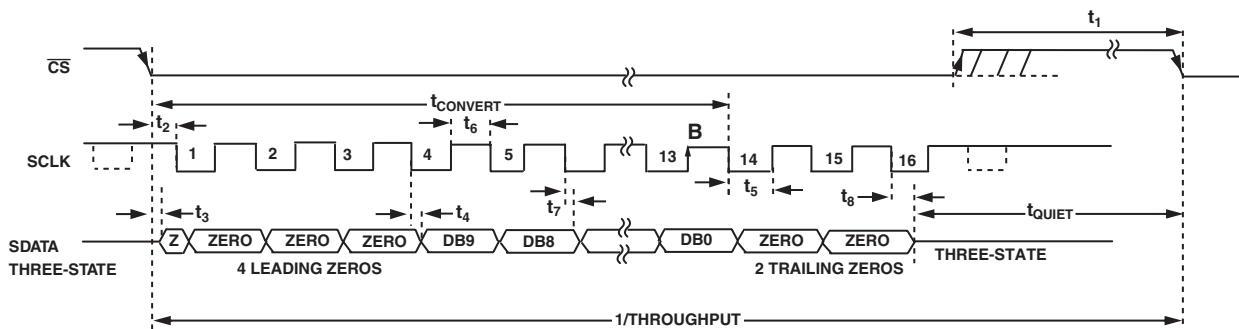 t1
CS
tCONVERT
t2
t6
B
SCLK
1
2
3
4
5
13
14
15
16
t3
t4
t7
t5
t8
tQUIET
SDATA
Z
ZERO
ZERO
ZERO
DB9
DB8
DB0
ZERO
ZERO
THREE-STATE
4 LEADING ZEROS
2 TRAILING ZEROS
THREE-STATE
1/THROUGHPUT